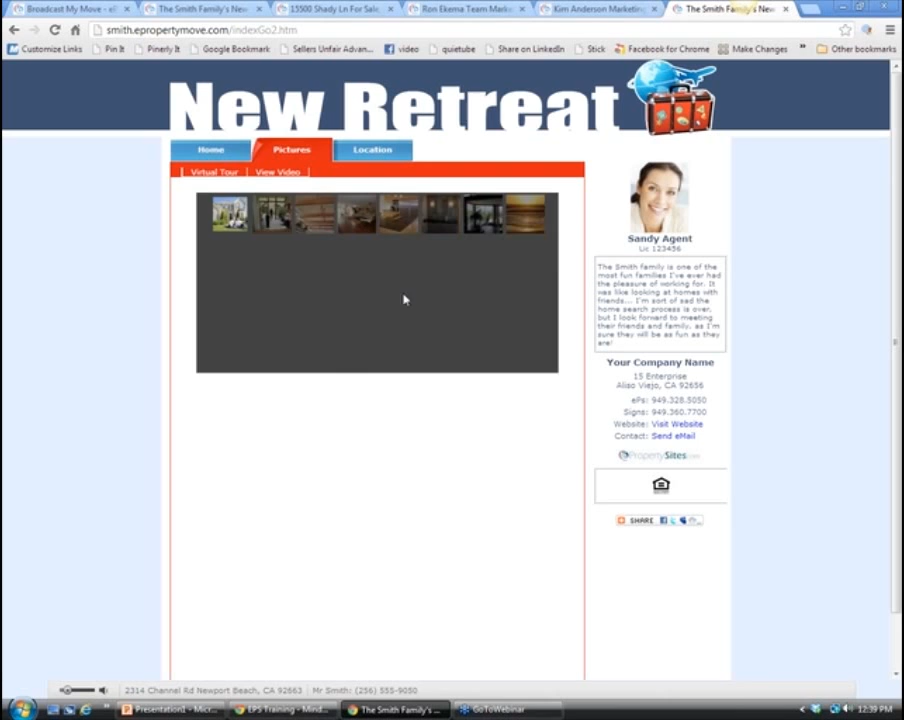 Broadcast My Move - eP
The Smith Family's New
15500 Shady Ln For Sale
Ron Ekema Team Market
Kim Anderson Marketing
The Smith Family's New
smith.epropertymove.com/indexGo2.htm
Customize Links
Pin It
Pinerly It
Google Bookmark
Sellers Unfair Advan...
video
quietube
Share on LinkedIn
Stick
Facebook for Chrome
Make Changes
»
Other bookmarks
New Retreat
Home
Pictures
Location
Virtual Tour | View Video |
Sandy Agent
Lic 123456
The Smith family is one of the
most fun families I've ever had
the pleasure of working for. It
was like looking at homes with
friends... I'm sort of sad the
home search process is over,
but I look forward to meeting
their friends and family, as I'm
sure they will be as fun as they
are!
Your Company Name
15 Enterprise
Aliso Viejo, CA 92656
ePs: 949.328.5050
Signs: 949.360.7700
Website: Visit Website
Contact: Send eMail
PropertySites.com
SHARE
2314 Channel Rd Newport Beach, CA 92663 | Mr Smith: (256) 555-9050
Presentation1 - Micr...
EPS Training - Mind...
The Smith Family's ...
GoToWebinar
12:39 PM